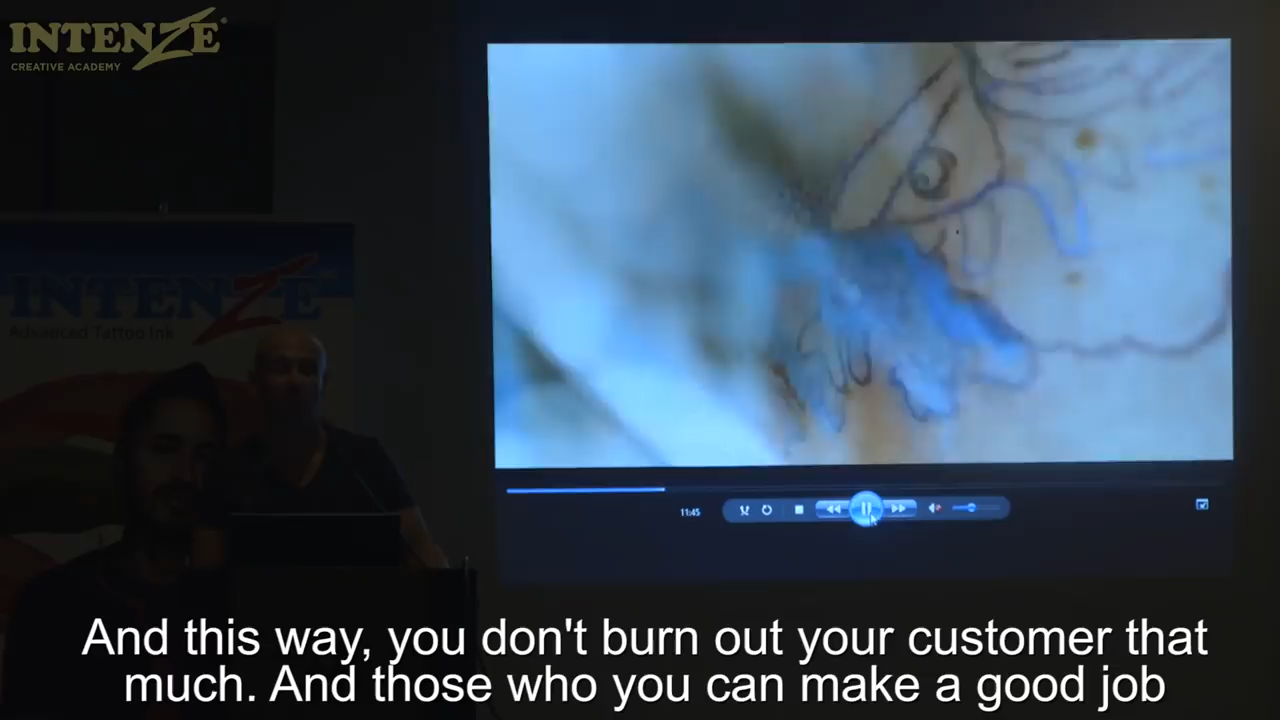 INTENZE
CREATIVE ACADEMY
INTENZE
Advanced Tattoo Ink
11:45
And this way, you don't burn out your customer that
much. And those who you can make a good job